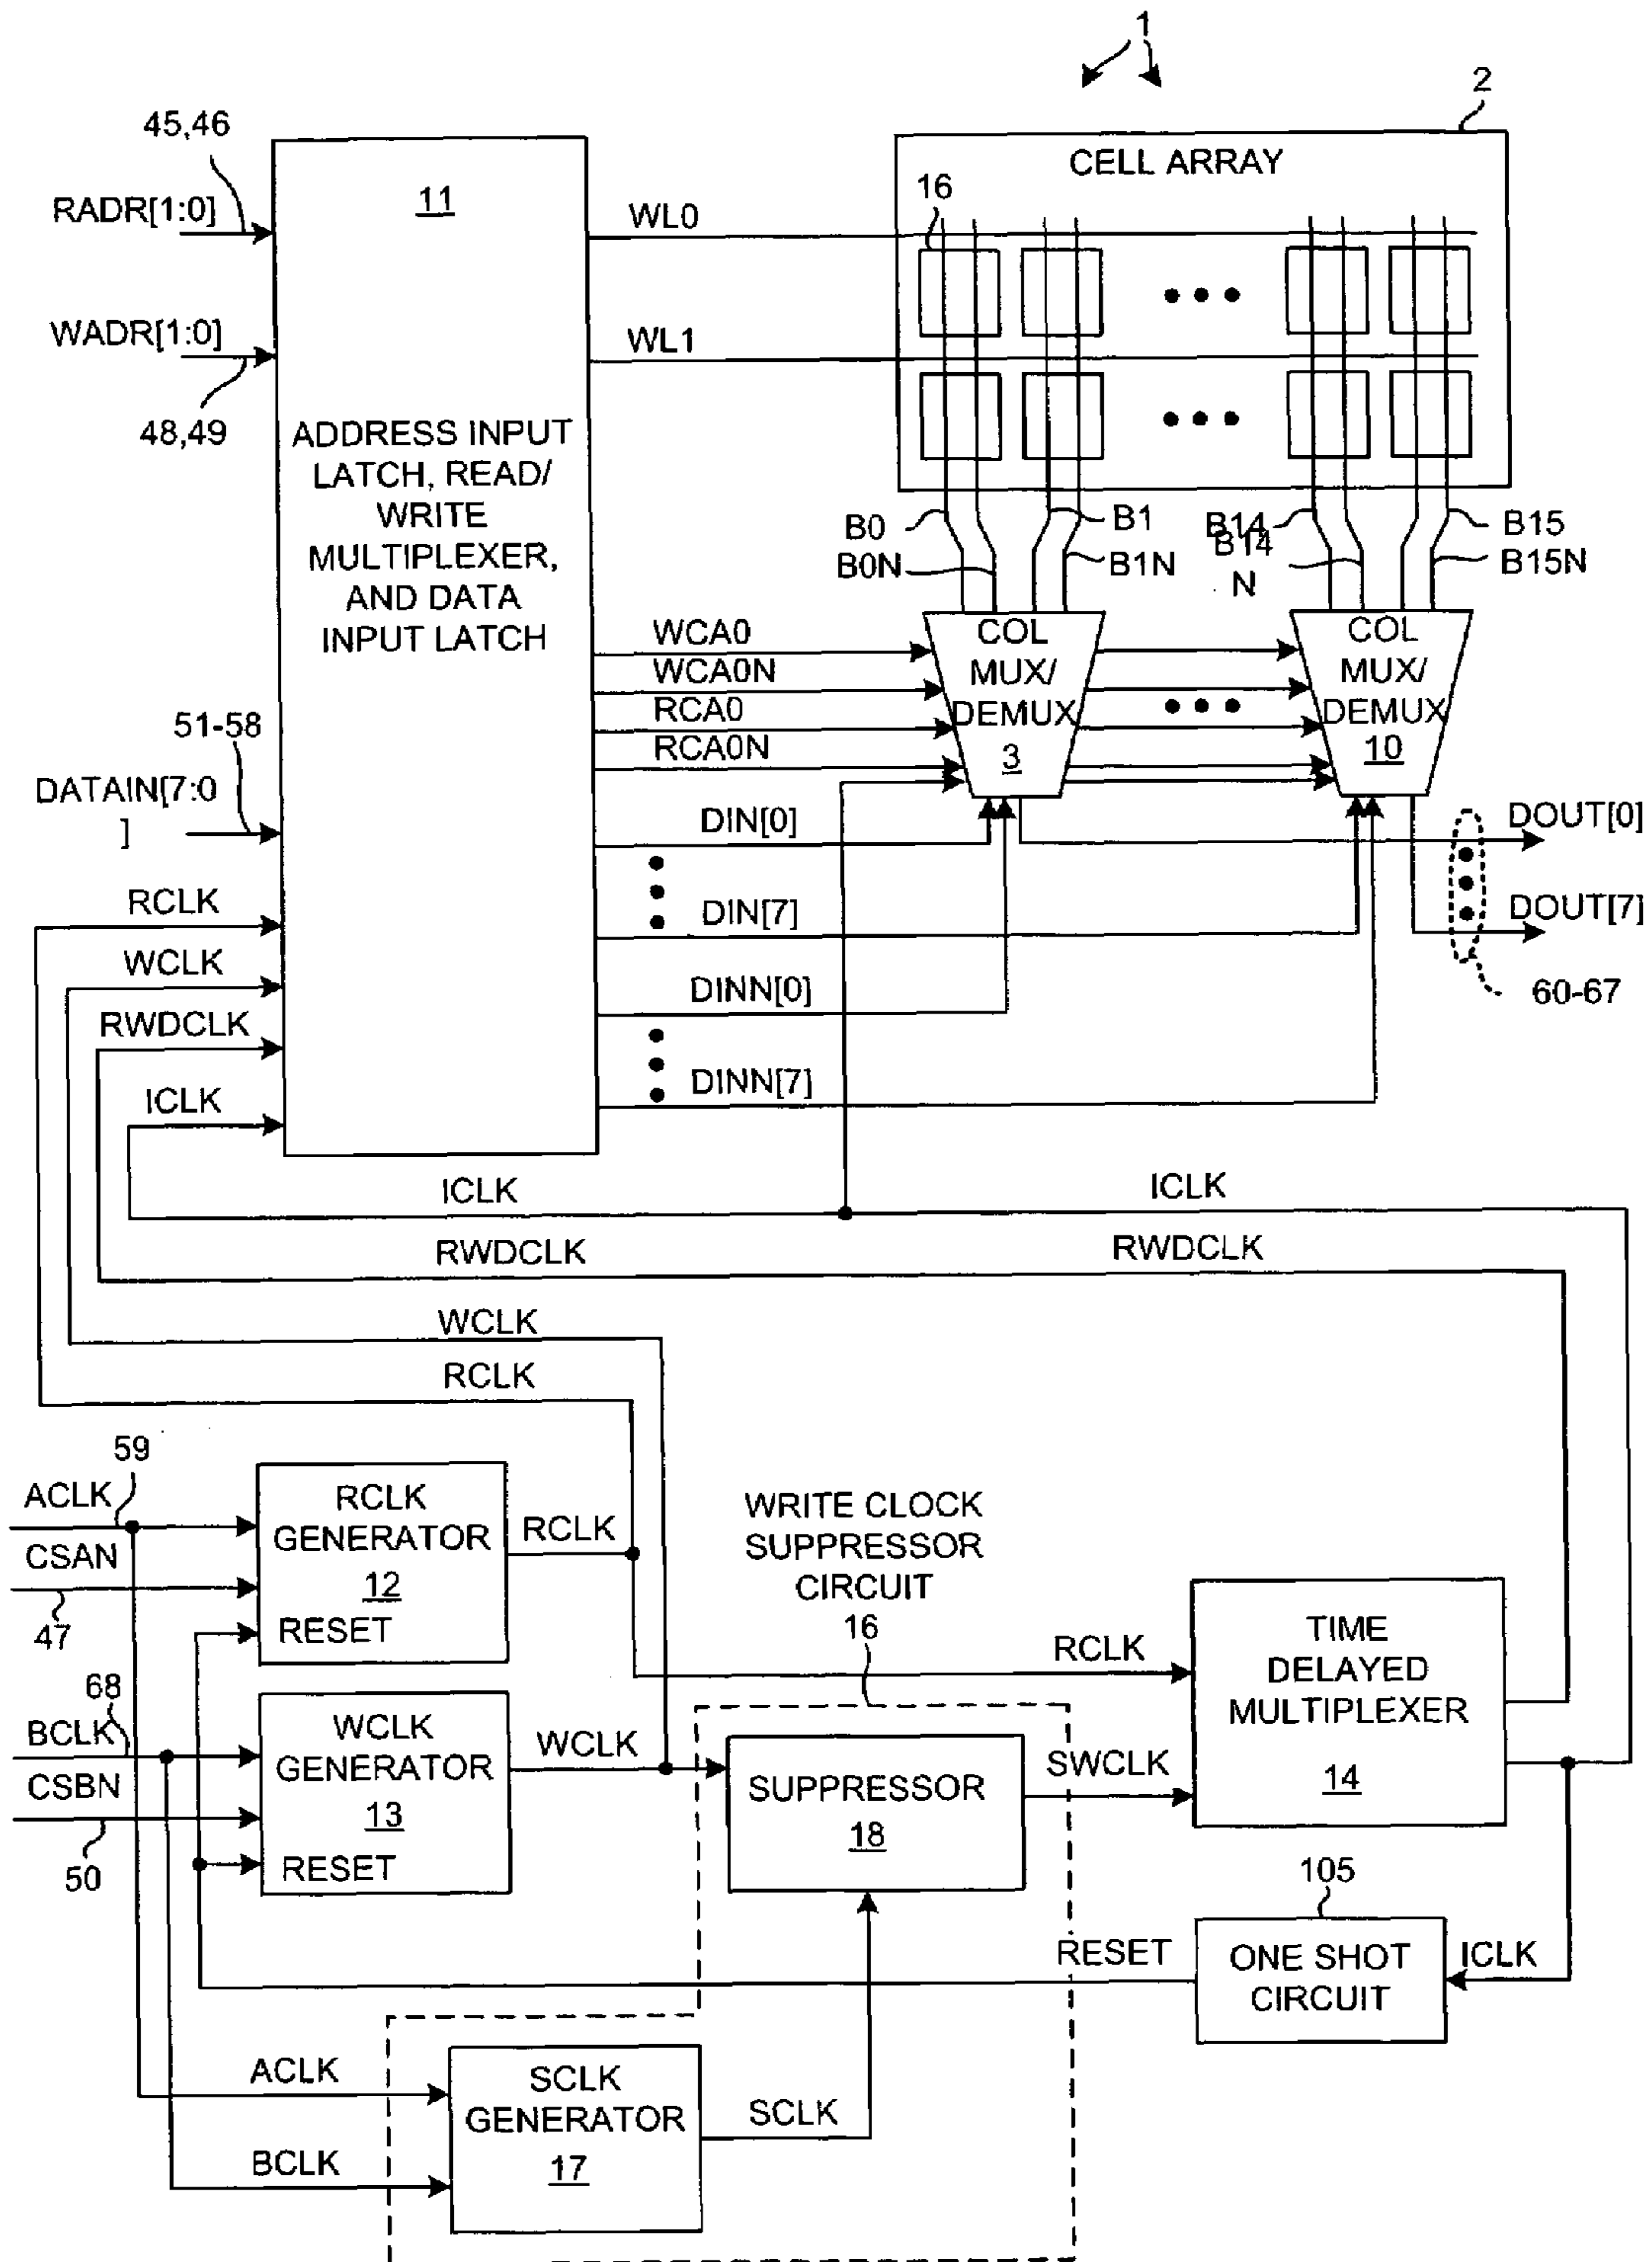 1
2
45,46
CELL ARRAY
16
11
RADR[1:0]
WL0
WADR[1:0]
WL1
48,49
ADDRESS INPUT
LATCH, READ/
WRITE
MULTIPLEXER,
AND DATA
INPUT LATCH
B0
B0N
B1
B1N
B14
B14
N
B15
B15N
WCA0
WCA0N
RCA0
RCA0N
COL
MUX/
DEMUX
3
COL
MUX/
DEMUX
10
51-58
DATAIN[7:0
]
DIN[0]
DOUT[0]
RCLK
DIN[7]
DOUT[7]
WCLK
DINN[0]
60-67
RWDCLK
DINN[7]
ICLK
ICLK
ICLK
RWDCLK
RWDCLK
WCLK
RCLK
59
ACLK
CSAN
47
RCLK
GENERATOR
12
RESET
RCLK
WRITE CLOCK
SUPPRESSOR
CIRCUIT
16
RCLK
TIME
DELAYED
MULTIPLEXER
14
68
BCLK
CSBN
50
WCLK
GENERATOR
13
RESET
WCLK
SUPPRESSOR
18
SWCLK
105
RESET
ONE SHOT
CIRCUIT
ICLK
ACLK
BCLK
SCLK
GENERATOR
17
SCLK